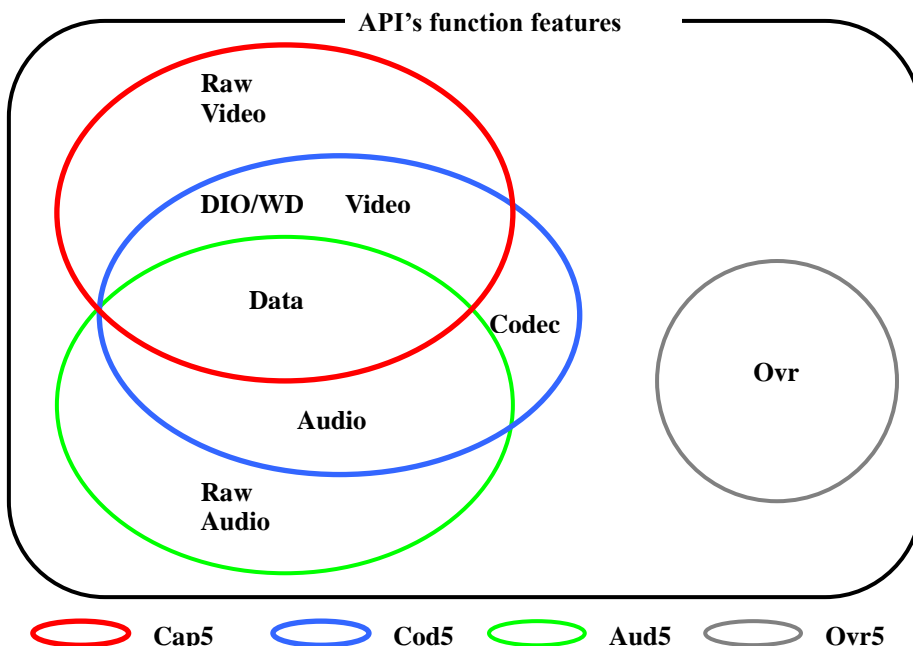 API’s function features
Raw
Video
DIO/WD Video
Data
Codec
Ovr
Audio
Raw
Audio
Cap5 Cod5 Aud5 Ovr5